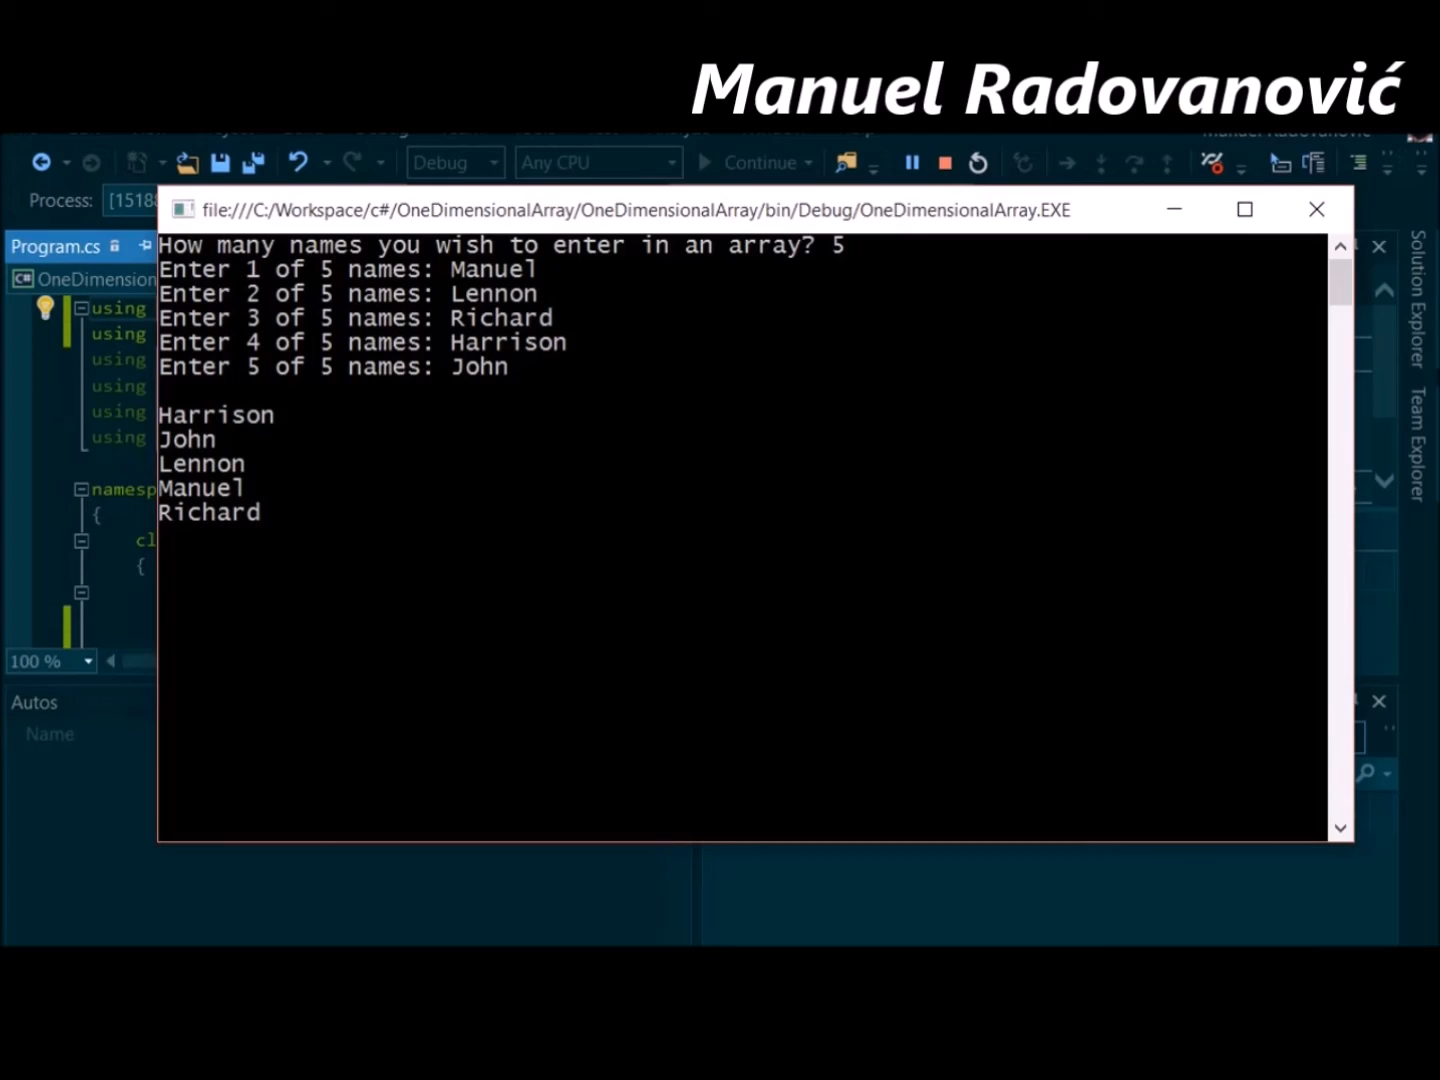 Manuel Radovanović
Debug Any CPU Continue
Process: [15188
file:///C:/Workspace/c#/OneDimensionalArray/OneDimensionalArray/bin/Debug/OneDimensionalArray.EXE
Program.cs
OneDimension
using
using
using
using
using
using
namesp
{
cl
{
How many names you wish to enter in an array? 5
Enter 1 of 5 names: Manuel
Enter 2 of 5 names: Lennon
Enter 3 of 5 names: Richard
Enter 4 of 5 names: Harrison
Enter 5 of 5 names: John
Harrison
John
Lennon
Manuel
Richard
Solution Explorer
Team Explorer
100 %
Autos
Name